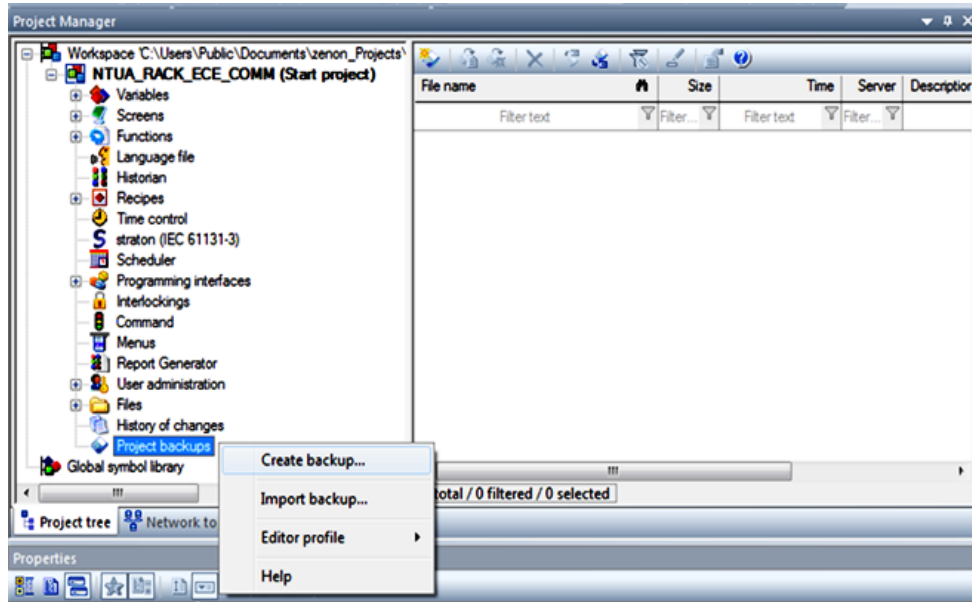 Project Manager
Workspace 'C:\Users\Public\Documents\zenon_Projects\
NTUA_RACK_ECE_COMM (Start project)
Variables
Screens
Functions
Language file
Historian
Recipes
Time control
straton (IEC 61131-3)
Scheduler
Programming interfaces
Interlockings
Command
Menus
Report Generator
User administration
Files
History of changes
Project backups
Global symbol library
File name Size Time Server Description
Filter text Filter... Filter text Filter...
Create backup...
Import backup...
Editor profile
Help
total / 0 filtered / 0 selected
Project tree Network to
Properties